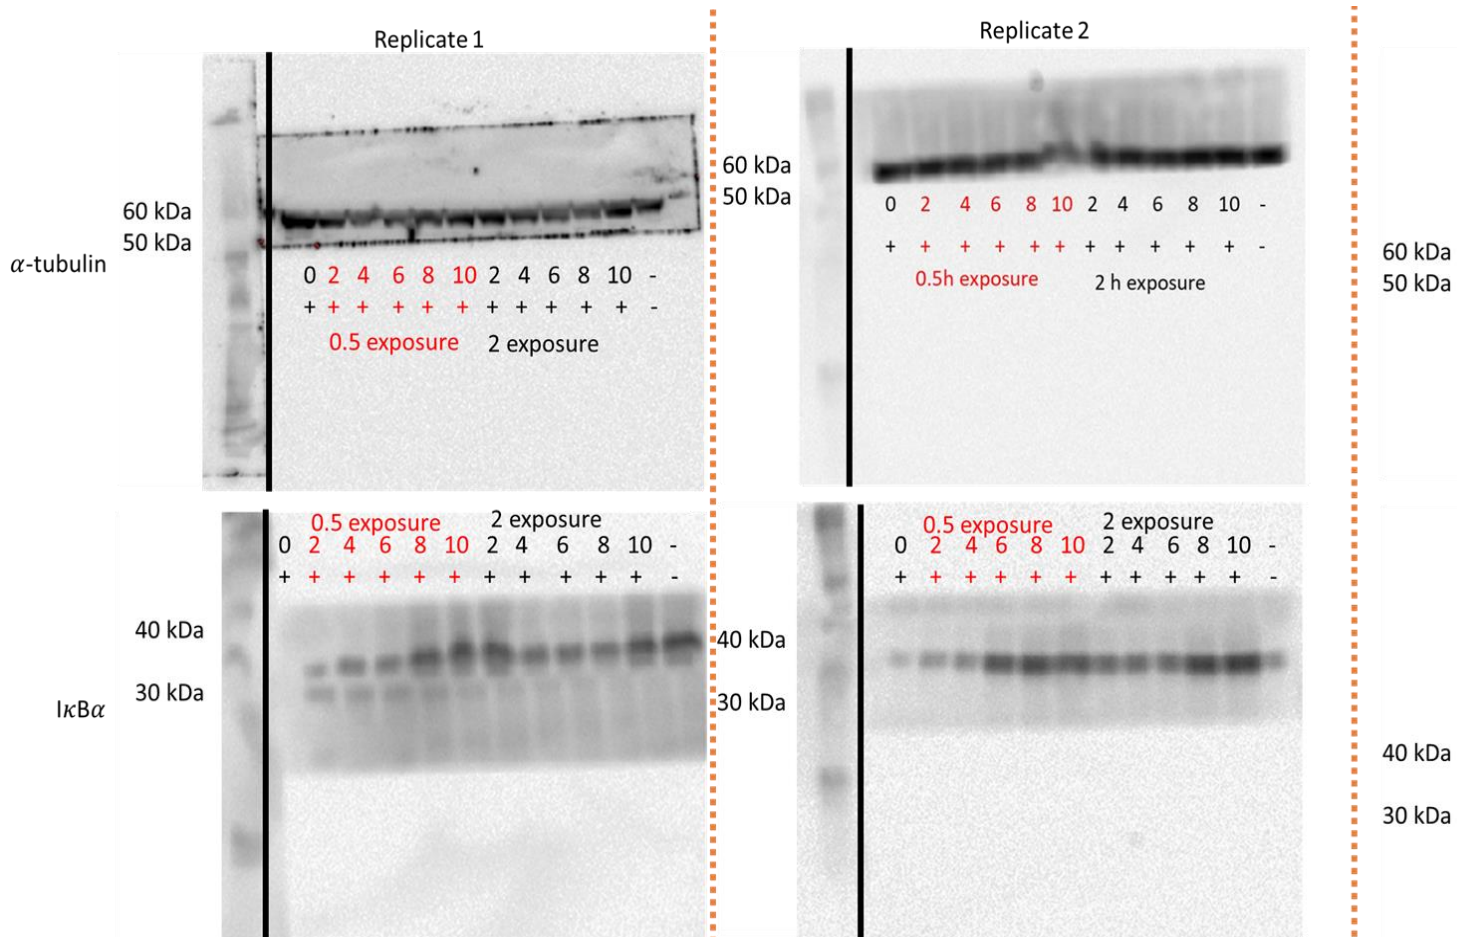 Replicate 1
60 kDa
50 kDa
α-tubulin
0 2 4 6 8 10 2 4 6 8 10 -
+ + + + + + + + + + + -
0.5 exposure 2 exposure
Replicate 2
60 kDa
50 kDa
0 2 4 6 8 10 2 4 6 8 10 -
+ + + + + + + + + + + -
0.5h exposure 2 h exposure
60 kDa
50 kDa
0.5 exposure 2 exposure
0 2 4 6 8 10 2 4 6 8 10 -
+ + + + + + + + + + + -
40 kDa
30 kDa
IκBα
0.5 exposure 2 exposure
0 2 4 6 8 10 2 4 6 8 10 -
+ + + + + + + + + + + -
40 kDa
30 kDa
40 kDa
30 kDa